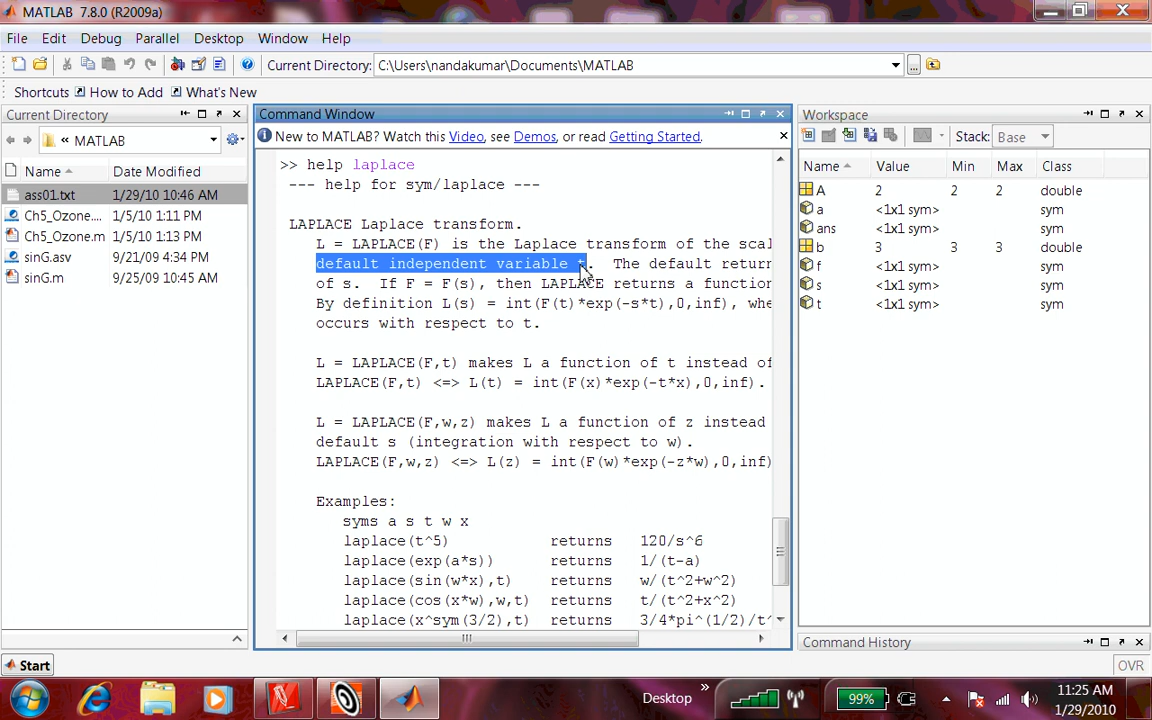 MATLAB 7.8.0 (R2009a)
File Edit Debug Parallel Desktop Window Help
Current Directory: C:\Users\nandakumar\Documents\MATLAB
Shortcuts How to Add What's New
Current Directory
« MATLAB
Name Date Modified
ass01.txt 1/29/10 10:46 AM
Ch5_Ozone.... 1/5/10 1:11 PM
Ch5_Ozone.m 1/5/10 1:13 PM
sinG.asv 9/21/09 4:34 PM
sinG.m 9/25/09 10:45 AM
Start
Command Window
New to MATLAB? Watch this Video, see Demos, or read Getting Started.
>> help laplace
--- help for sym/laplace ---
LAPLACE Laplace transform.
L = LAPLACE(F) is the Laplace transform of the scal
default independent variable t. The default return
of s. If F = F(s), then LAPLACE returns a function
By definition L(s) = int(F(t)*exp(-s*t),0,inf), whe
occurs with respect to t.
L = LAPLACE(F,t) makes L a function of t instead of
LAPLACE(F,t) <=> L(t) = int(F(x)*exp(-t*x),0,inf).
L = LAPLACE(F,w,z) makes L a function of z instead
default s (integration with respect to w).
LAPLACE(F,w,z) <=> L(z) = int(F(w)*exp(-z*w),0,inf)
Examples:
syms a s t w x
laplace(t^5) returns 120/s^6
laplace(exp(a*s)) returns 1/(t-a)
laplace(sin(w*x),t) returns w/(t^2+w^2)
laplace(cos(x*w),w,t) returns t/(t^2+x^2)
laplace(x^sym(3/2),t) returns 3/4*pi^(1/2)/t^
Workspace
Stack: Base
Name Value Min Max Class
A 2 2 2 double
a <1x1 sym> sym
ans <1x1 sym> sym
b 3 3 3 double
f <1x1 sym> sym
s <1x1 sym> sym
t <1x1 sym> sym
Command History
OVR
Desktop »
99%
11:25 AM
1/29/2010